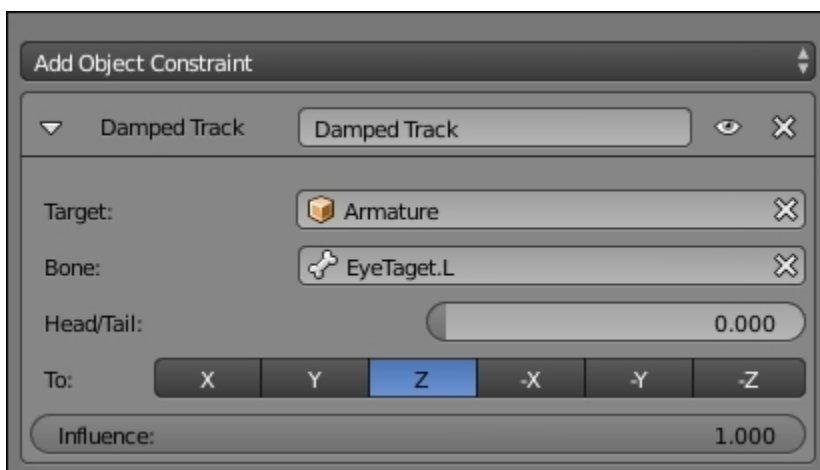 Add Object Constraint
Damped Track Damped Track
Target: Armature
Bone: EyeTaget.L
Head/Tail: 0.000
To: X Y Z -X -Y -Z
Influence: 1.000